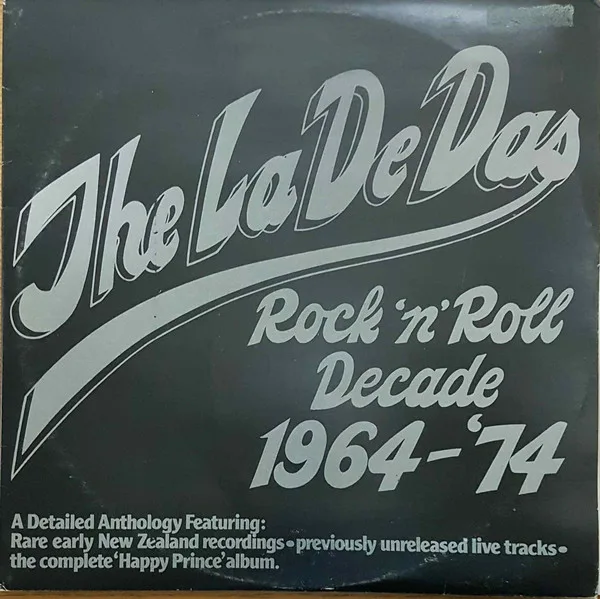 The La De Das
Rock 'n' Roll
Decade
1964-'74
A Detailed Anthology Featuring:
Rare early New Zealand recordings•previously unreleased live tracks•
the complete 'Happy Prince' album.